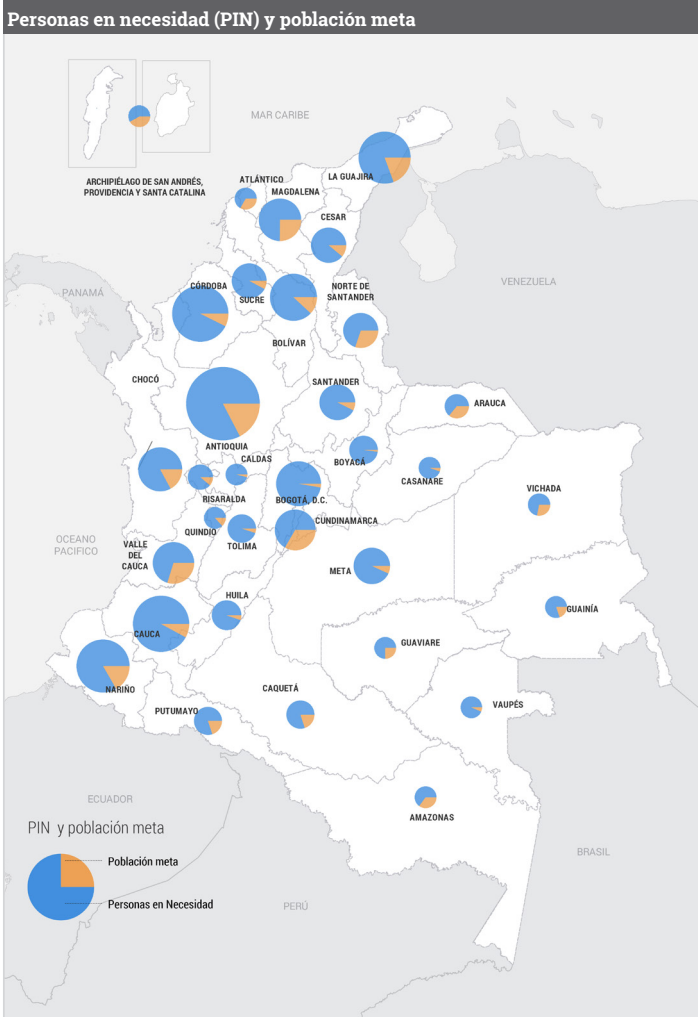 Personas en necesidad (PIN) y población meta
MAR CARIBE
ARCHIPIÉLAGO DE SAN ANDRÉS,
PROVIDENCIA Y SANTA CATALINA
ATLÁNTICO
LA GUAJIRA
MAGDALENA
CESAR
PANAMÁ
CÓRDOBA
SUCRE
NORTE DE
SANTANDER
VENEZUELA
BOLÍVAR
CHOCÓ
SANTANDER
ARAUCA
ANTIOQUIA
CALDAS
BOYACÁ
CASANARE
VICHADA
RISARALDA
BOGOTÁ, D.C.
QUINDIO
TOLIMA
CUNDINAMARCA
OCEANO
PACIFICO
VALLE
DEL
CAUCA
META
HUILA
GUAINÍA
CAUCA
GUAVIARE
NARIÑO
CAQUETÁ
VAUPÉS
PUTUMAYO
ECUADOR
AMAZONAS
PIN y población meta
BRASIL
Población meta
Personas en Necesidad
PERÚ